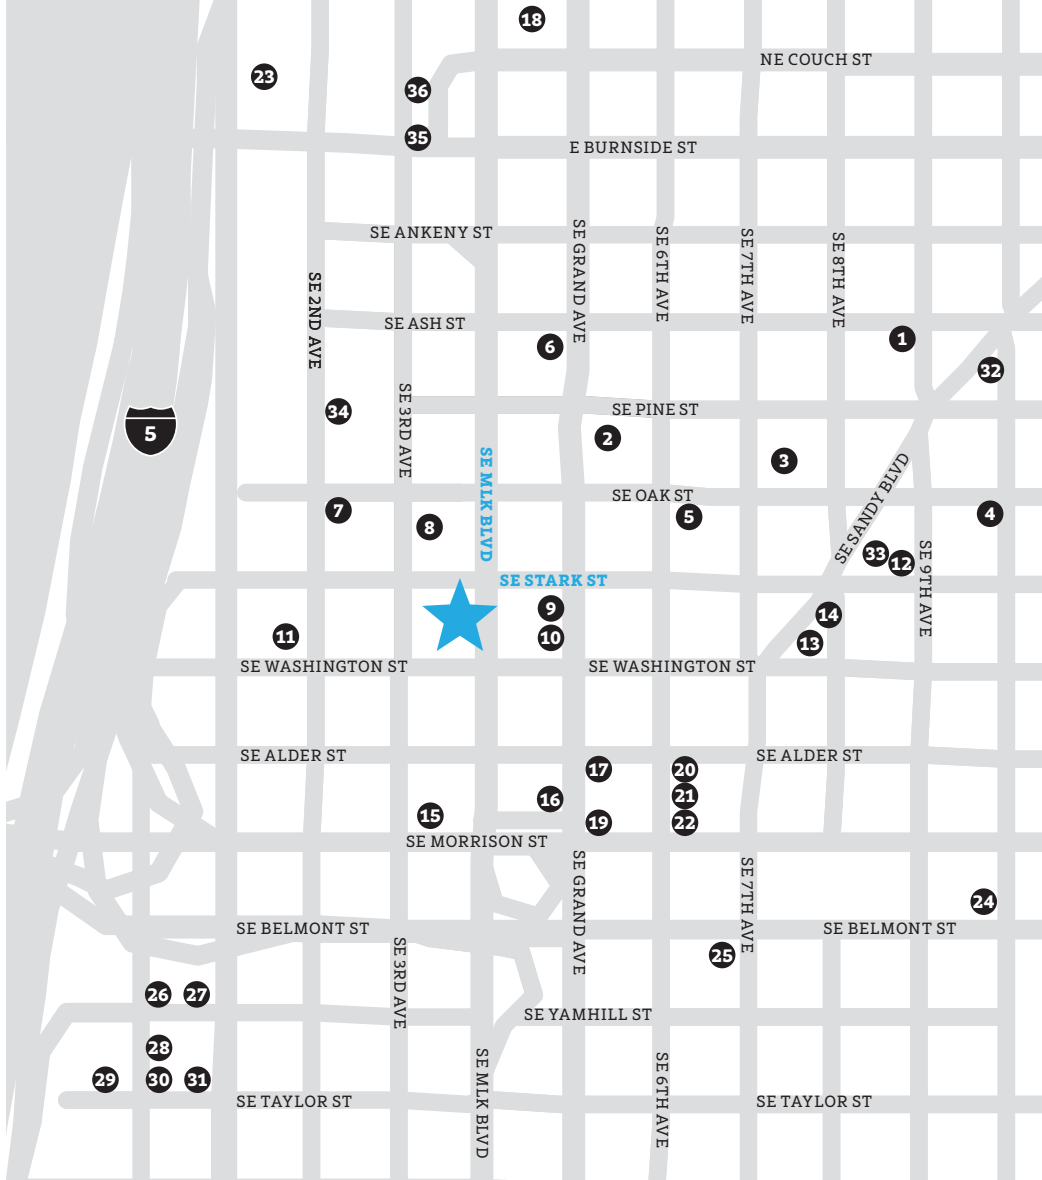 18
NE COUCH ST
23
36
35
E BURNSIDE ST
SE ANKENY ST
SE GRAND AVE
SE 6TH AVE
SE 7TH AVE
SE 8TH AVE
SE 2ND AVE
SE ASH ST
6
1
32
SE 3RD AVE
34
SE PINE ST
5
2
3
SE MLK BLVD
SE SANDY BLVD
SE OAK ST
7
8
5
4
SE 9TH AVE
33
12
SE STARK ST
9
14
11
10
13
SE WASHINGTON ST
SE WASHINGTON ST
SE ALDER ST
SE ALDER ST
17
20
16
21
15
19
22
SE MORRISON ST
SE GRAND AVE
SE 7TH AVE
24
SE BELMONT ST
SE BELMONT ST
SE 3RD AVE
25
26
27
SE YAMHILL ST
28
SE MLK BLVD
SE 6TH AVE
29
30
31
SE TAYLOR ST
SE TAYLOR ST